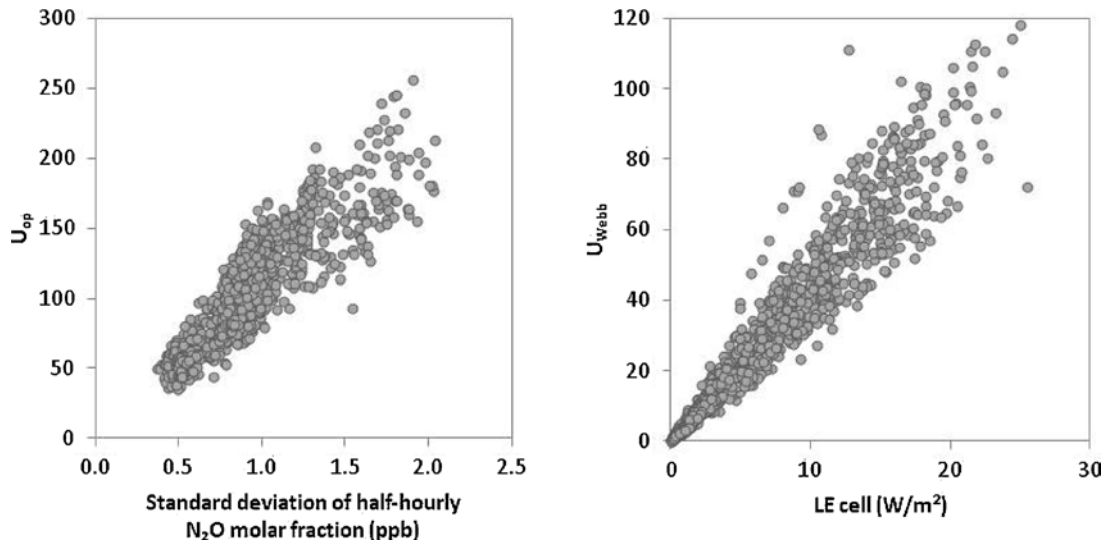 300
250
200
150
100
50
0
U_op
0.0 0.5 1.0 1.5 2.0 2.5
Standard deviation of half-hourly
N₂O molar fraction (ppb)
120
100
80
60
40
20
0
U_Webb
0 10 20 30
LE cell (W/m²)